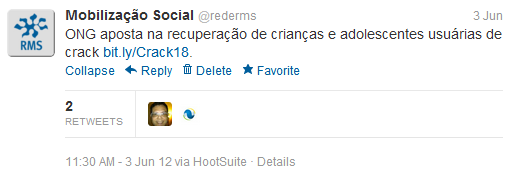 Mobilização Social @rederms 3 Jun
ONG aposta na recuperação de crianças e adolescentes usuárias de
crack bit.ly/Crack18.
Collapse Reply Delete Favorite
RMS
2
RETWEETS
11:30 AM - 3 Jun 12 via HootSuite · Details